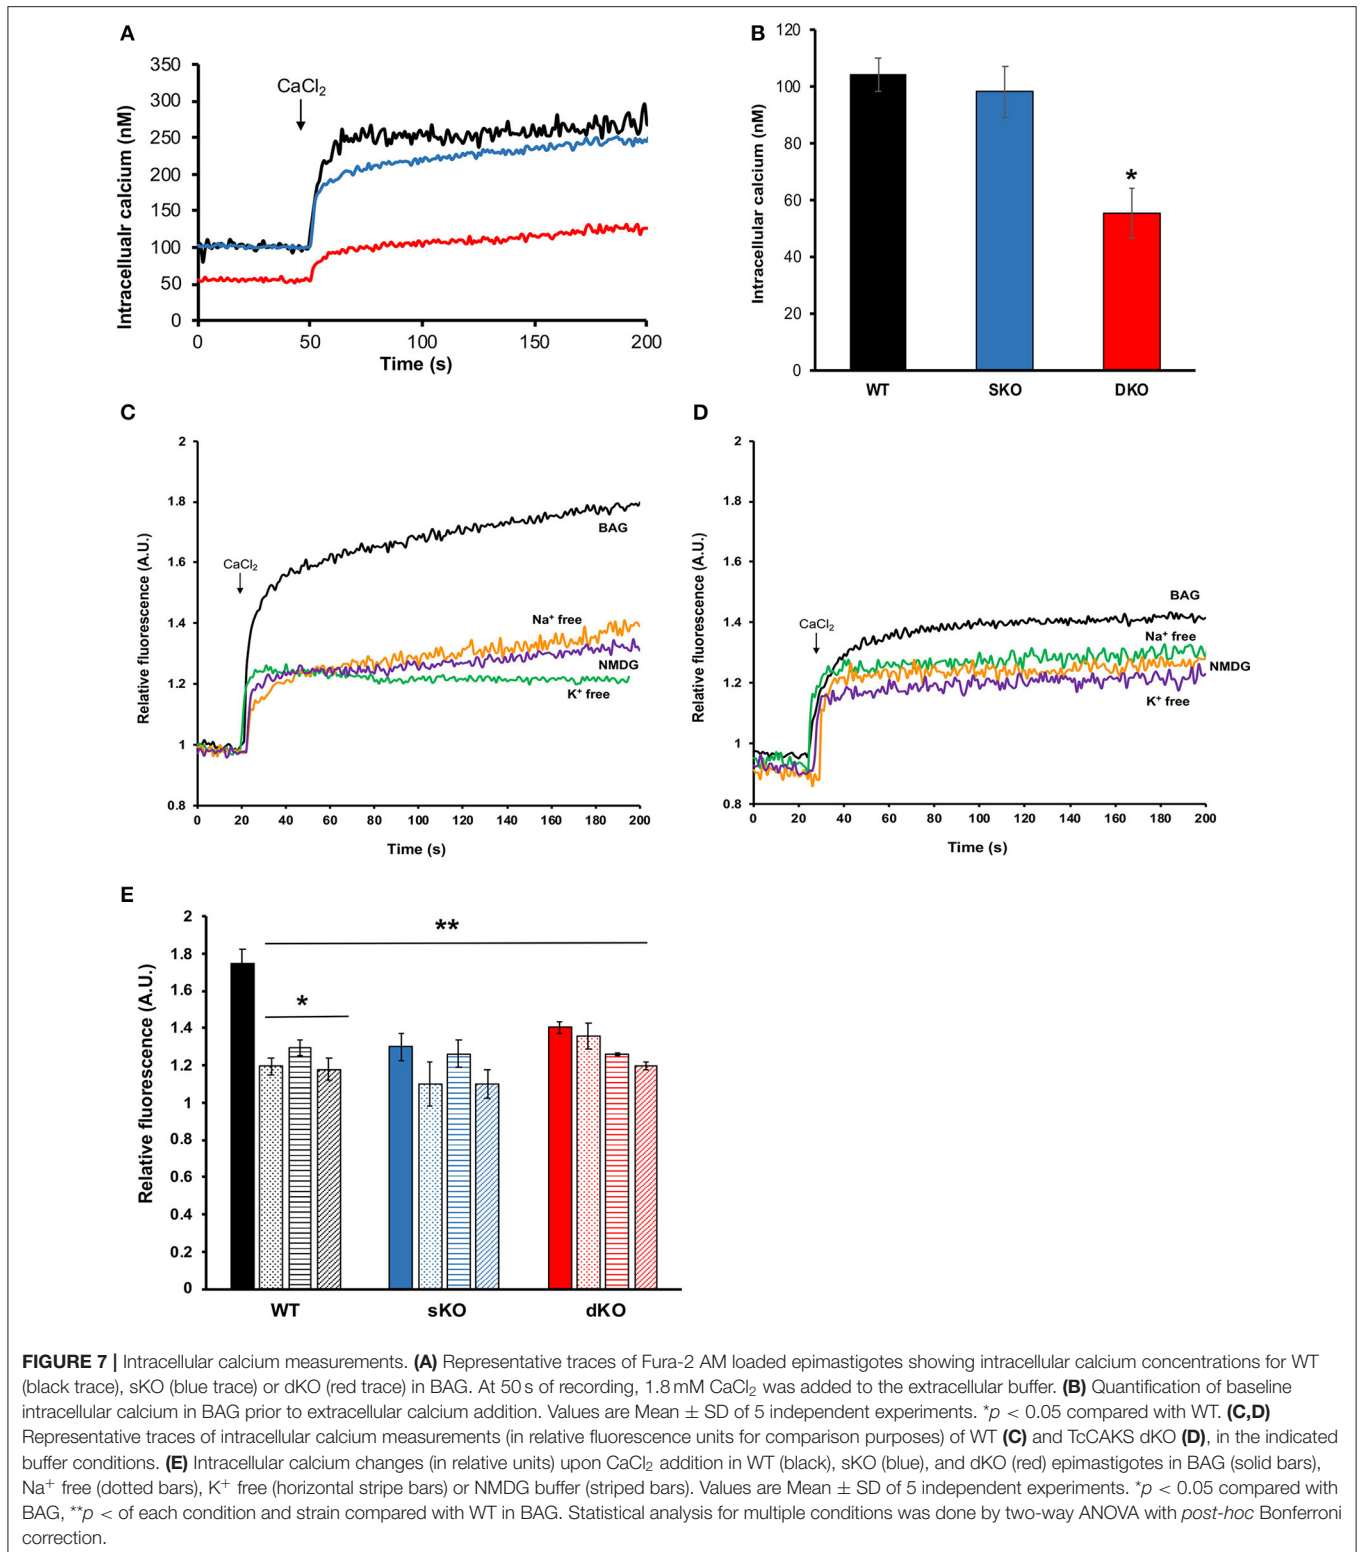 A
Intracellualr calcium (nM)
350
300
250
200
150
100
50
0
CaCl₂
0 50 100 150 200
Time (s)
B
Intracellular calcium (nM)
120
100
80
60
40
20
0
*
WT SKO DKO
C
Relative fluorescence (A.U.)
2
1.8
1.6
1.4
1.2
1
0.8
CaCl₂
BAG
Na⁺ free
NMDG
K⁺ free
0 20 40 60 80 100 120 140 160 180 200
Time (s)
D
Relative fluorescence (A.U.)
2
1.8
1.6
1.4
1.2
1
0.8
CaCl₂
BAG
Na⁺ free
NMDG
K⁺ free
0 20 40 60 80 100 120 140 160 180 200
Time (s)
E
Relative fluorescence (A.U.)
2
1.8
1.6
1.4
1.2
1
0.8
0.6
0.4
0.2
0
**
*
WT sKO dKO
FIGURE 7 | Intracellular calcium measurements. (A) Representative traces of Fura-2 AM loaded epimastigotes showing intracellular calcium concentrations for WT
(black trace), sKO (blue trace) or dKO (red trace) in BAG. At 50 s of recording, 1.8 mM CaCl₂ was added to the extracellular buffer. (B) Quantification of baseline
intracellular calcium in BAG prior to extracellular calcium addition. Values are Mean ± SD of 5 independent experiments. *p < 0.05 compared with WT. (C,D)
Representative traces of intracellular calcium measurements (in relative fluorescence units for comparison purposes) of WT (C) and TcCAKS dKO (D), in the indicated
buffer conditions. (E) Intracellular calcium changes (in relative units) upon CaCl₂ addition in WT (black), sKO (blue), and dKO (red) epimastigotes in BAG (solid bars),
Na⁺ free (dotted bars), K⁺ free (horizontal stripe bars) or NMDG buffer (striped bars). Values are Mean ± SD of 5 independent experiments. *p < 0.05 compared with
BAG, **p < of each condition and strain compared with WT in BAG. Statistical analysis for multiple conditions was done by two-way ANOVA with post-hoc Bonferroni
correction.